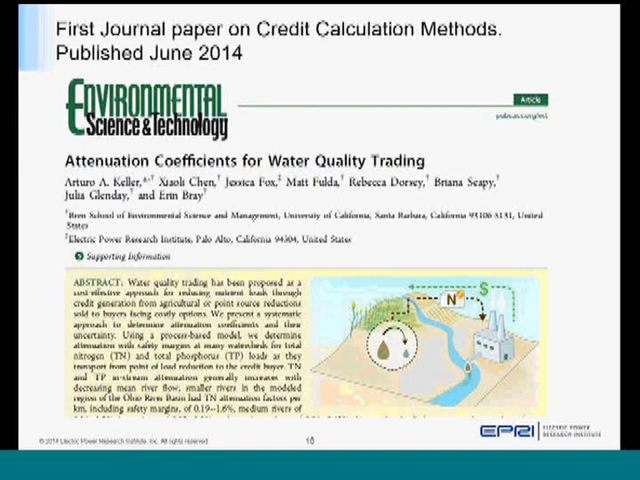 First Journal paper on Credit Calculation Methods.
Published June 2014
ENVIRONMENTAL
Science & Technology
Article
pubs.acs.org/est
Attenuation Coefficients for Water Quality Trading
Arturo A. Keller,*,† Xiaoli Chen,† Jessica Fox,‡ Matt Fulda,† Rebecca Dorsey,† Briana Seapy,†
Julia Glenday,† and Erin Bray†
†Bren School of Environmental Science and Management, University of California, Santa Barbara, California 93106-5131, United
States
‡Electric Power Research Institute, Palo Alto, California 94304, United States
Supporting Information
ABSTRACT: Water quality trading has been proposed as a
cost-effective approach for reducing nutrient loads through
credit generation from agricultural or point source reductions
sold to buyers facing costly options. We present a systematic
approach to determine attenuation coefficients and their
uncertainty. Using a process-based model, we determine
attenuation with safety margins at many watersheds for total
nitrogen (TN) and total phosphorus (TP) loads as they
transport from point of load reduction to the credit buyer. TN
and TP in-stream attenuation generally increases with
decreasing mean river flow; smaller rivers in the modeled
region of the Ohio River Basin had TN attenuation factors per
km, including safety margins, of 0.19–1.6%, medium rivers of
N
$
© 2014 Electric Power Research Institute, Inc. All rights reserved.
18
EPRI
ELECTRIC POWER
RESEARCH INSTITUTE